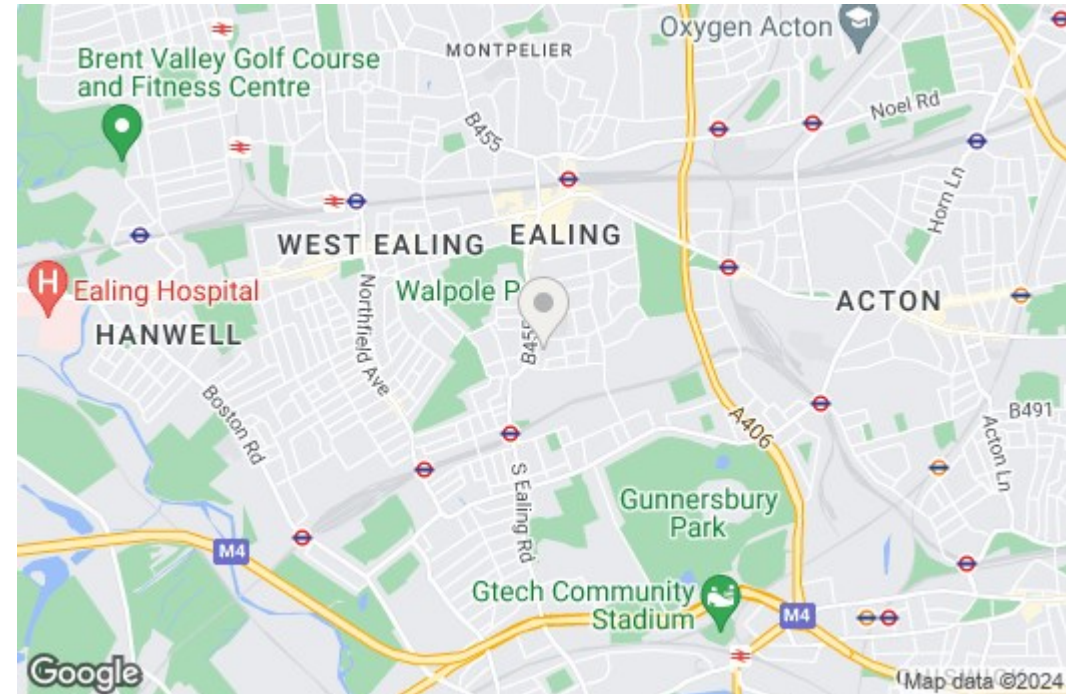 Oxygen Acton
MONTPELIER
Brent Valley Golf Course
and Fitness Centre
Noel Rd
B455
Horn Ln
WEST EALING
EALING
H
Ealing Hospital
Walpole P
ACTON
HANWELL
Northfield Ave
B455
Boston Rd
B491
A406
Acton Ln
S Ealing Rd
Gunnersbury
Park
M4
Gtech Community
Stadium
M4
Google
Map data ©2024